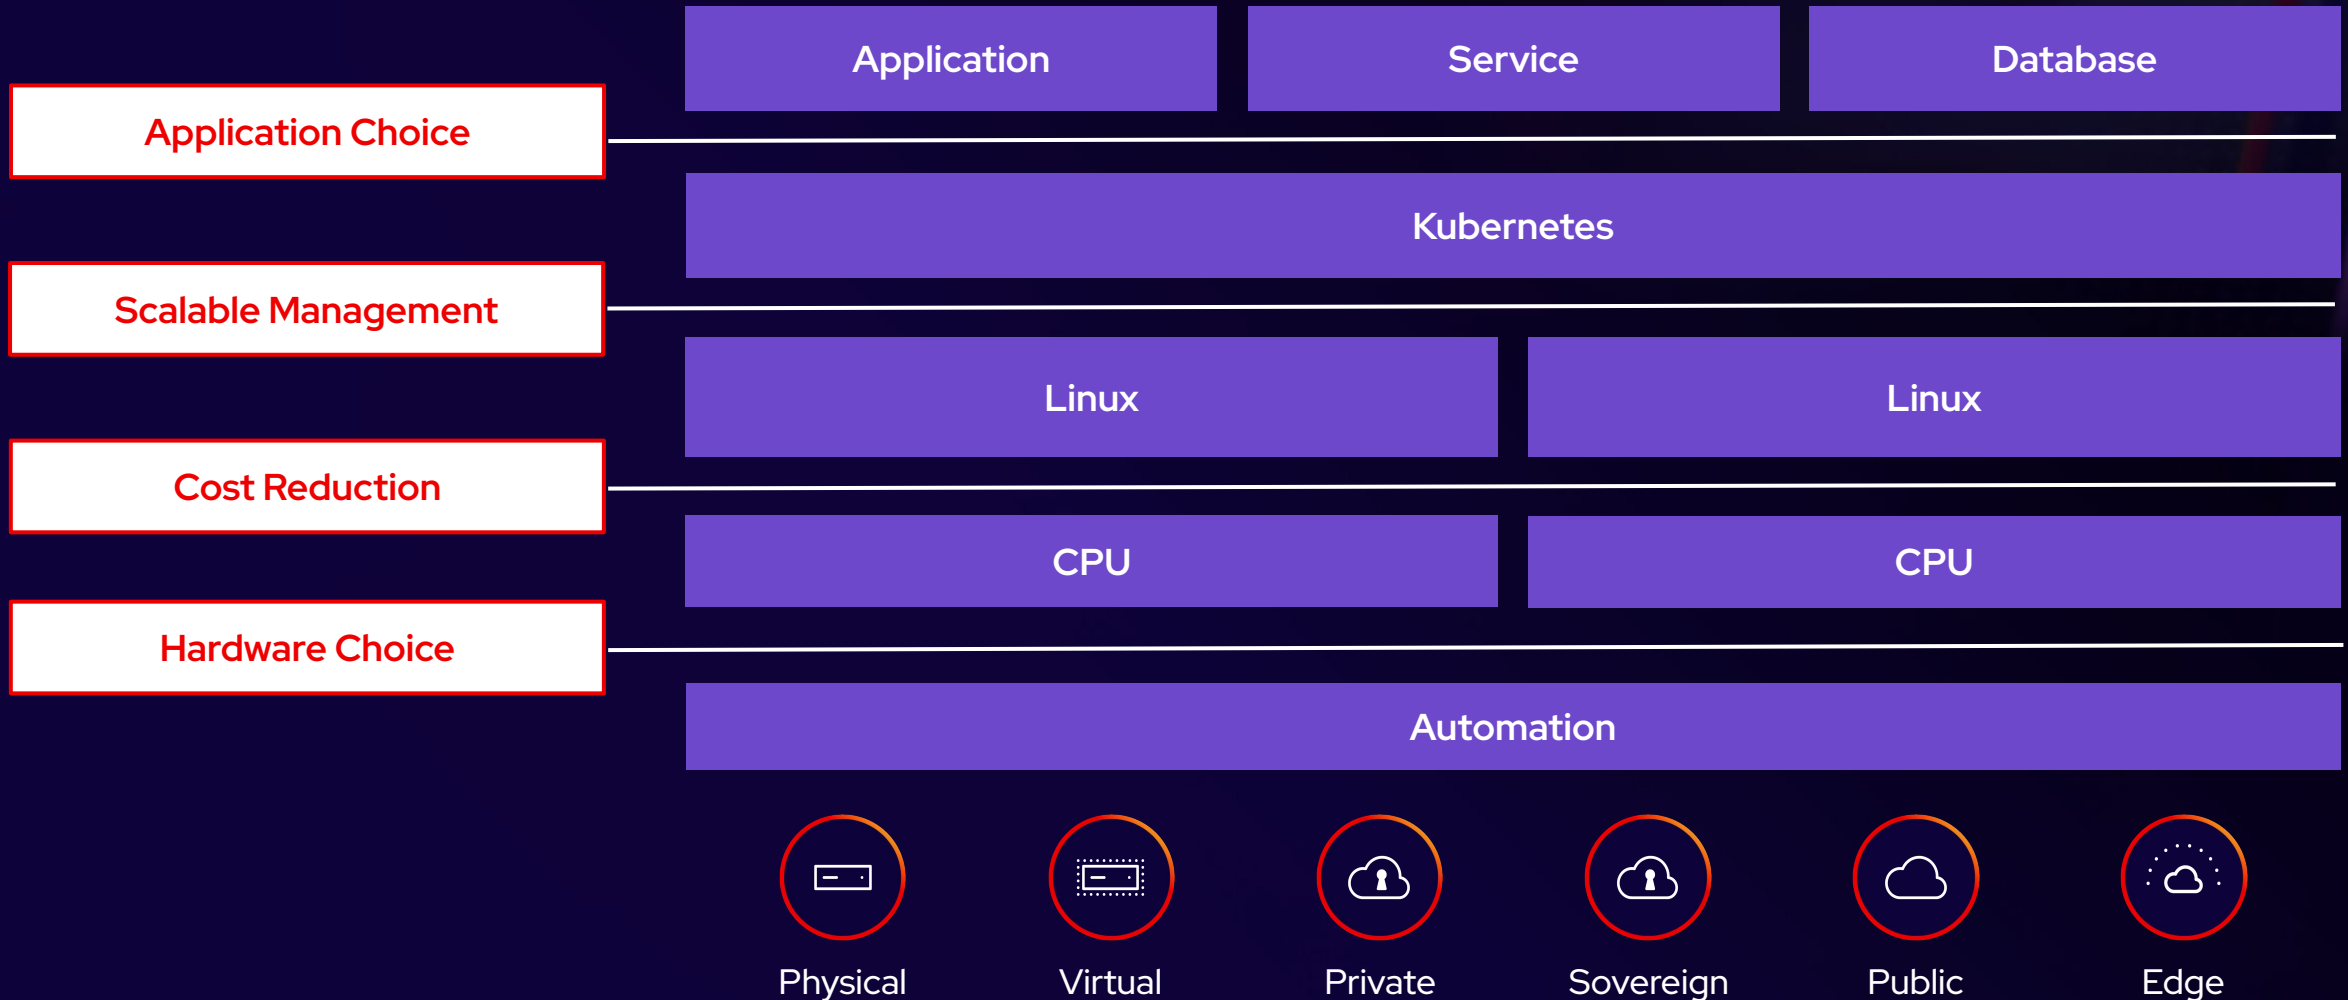 Application
Service
Database
Application Choice
Kubernetes
Scalable Management
Linux
Linux
Cost Reduction
CPU
CPU
Hardware Choice
Automation
Physical
Virtual
Private
Sovereign
Public
Edge